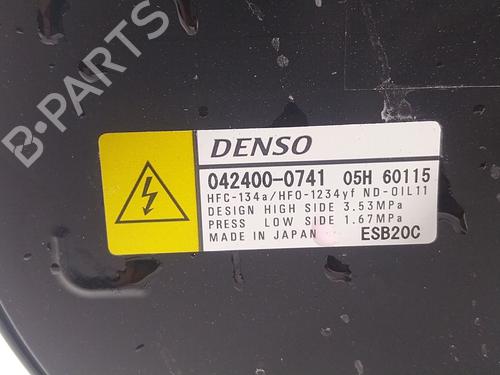 B-PARTS
DENSO
042400-0741 05H 60115
HFC-134a/HFO-1234yf ND-OIL11
DESIGN HIGH SIDE 3.53MPa
PRESS LOW SIDE 1.67MPa
MADE IN JAPAN ESB20C